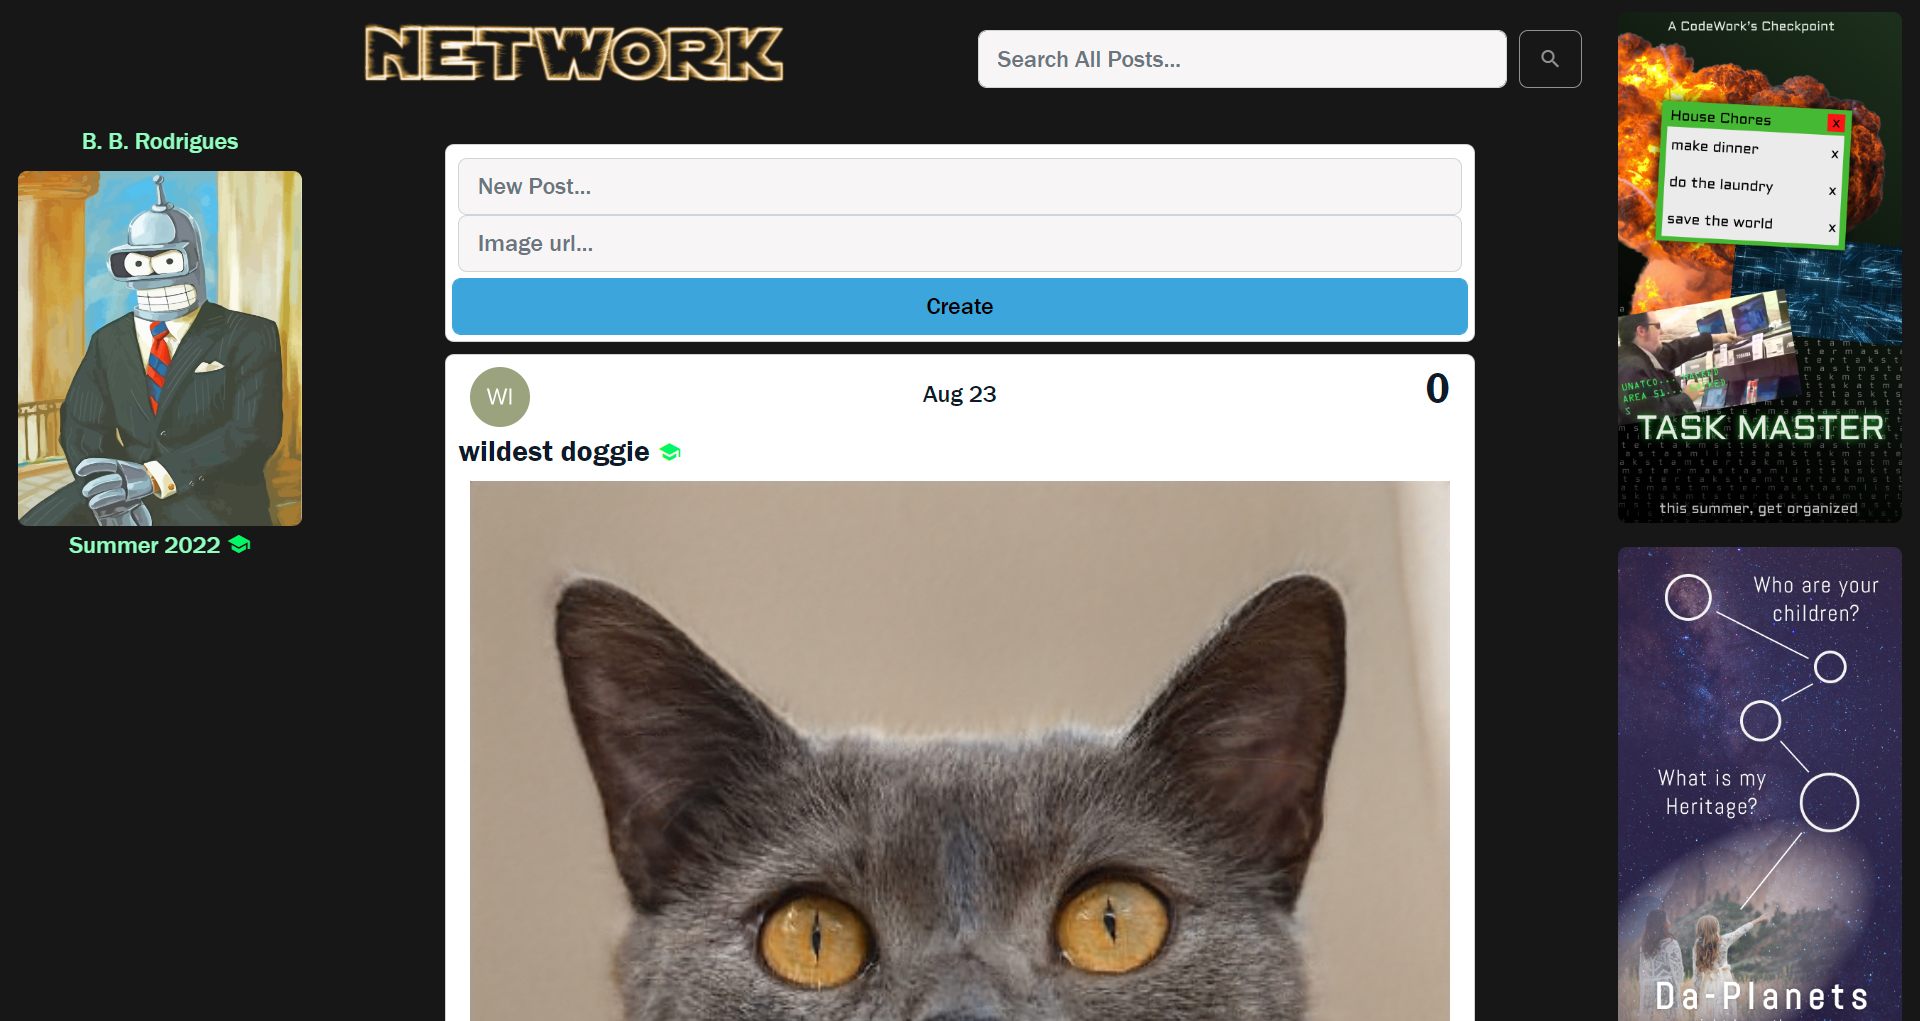 NETWORK
Search All Posts...
B. B. Rodrigues
Summer 2022
New Post...
Image url...
Create
WI
Aug 23
0
wildest doggie
A CodeWork's Checkpoint
House Chores
x
make dinner
x
do the laundry
x
save the world
x
UNATCO...
AREA 51...
TASK MASTER
this summer, get organized
Who are your
children?
What is my
Heritage?
Da-Planets